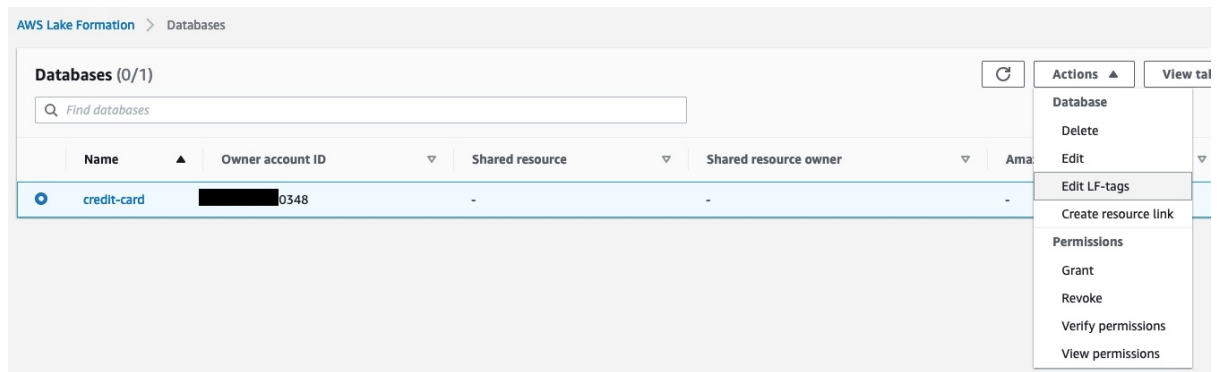 AWS Lake Formation > Databases
Databases (0/1)
Actions
View tal
Find databases
Name
Owner account ID
Shared resource
Shared resource owner
Ama
credit-card
0348
-
-
-
Database
Delete
Edit
Edit LF-tags
Create resource link
Permissions
Grant
Revoke
Verify permissions
View permissions